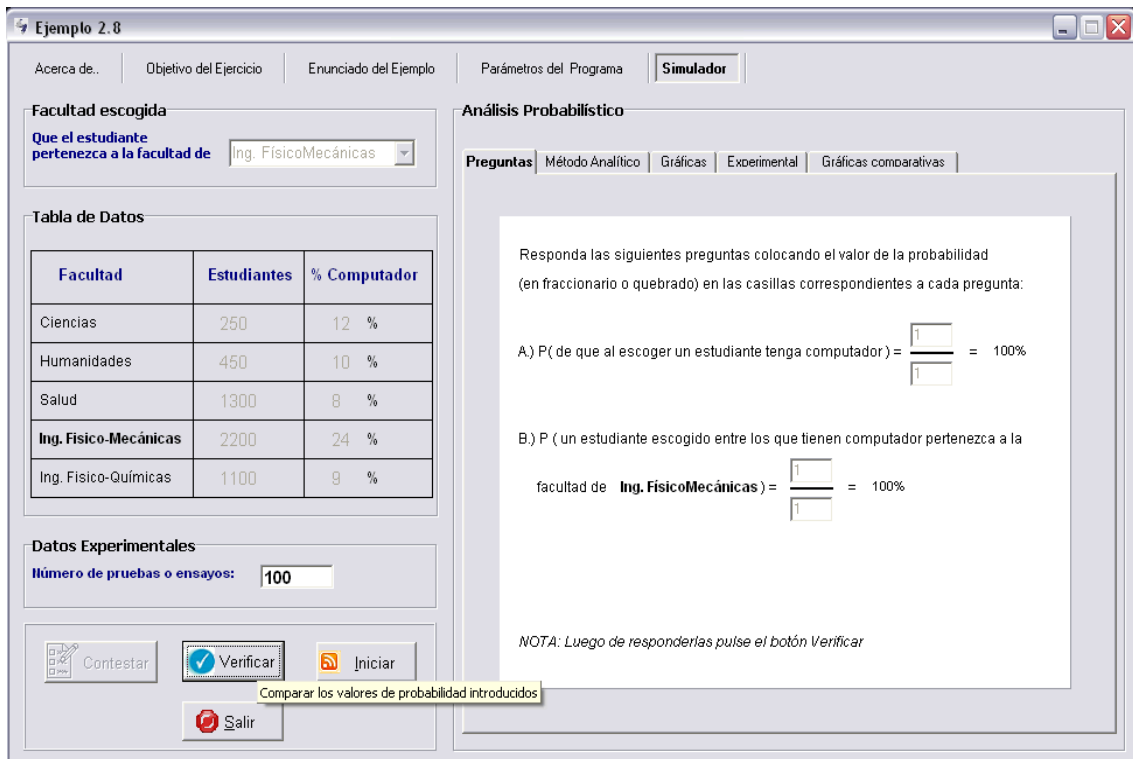 Ejemplo 2.8
Acerca de.. Objetivo del Ejercicio Enunciado del Ejemplo Parámetros del Programa Simulador
Facultad escogida
Que el estudiante
pertenezca a la facultad de Ing. FísicoMecánicas
Tabla de Datos
Facultad Estudiantes % Computador
Ciencias 250 12 %
Humanidades 450 10 %
Salud 1300 8 %
Ing. Fisico-Mecánicas 2200 24 %
Ing. Fisico-Químicas 1100 9 %
Datos Experimentales
Número de pruebas o ensayos: 100
Contestar Verificar Iniciar
Comparar los valores de probabilidad introducidos
Salir
Análisis Probabilístico
Preguntas Método Analítico Gráficas Experimental Gráficas comparativas
Responda las siguientes preguntas colocando el valor de la probabilidad
(en fraccionario o quebrado) en las casillas correspondientes a cada pregunta:
1
A.) P( de que al escoger un estudiante tenga computador ) = = 100%
1
B.) P ( un estudiante escogido entre los que tienen computador pertenezca a la
1
facultad de Ing. FísicoMecánicas ) = = 100%
1
NOTA: Luego de responderlas pulse el botón Verificar